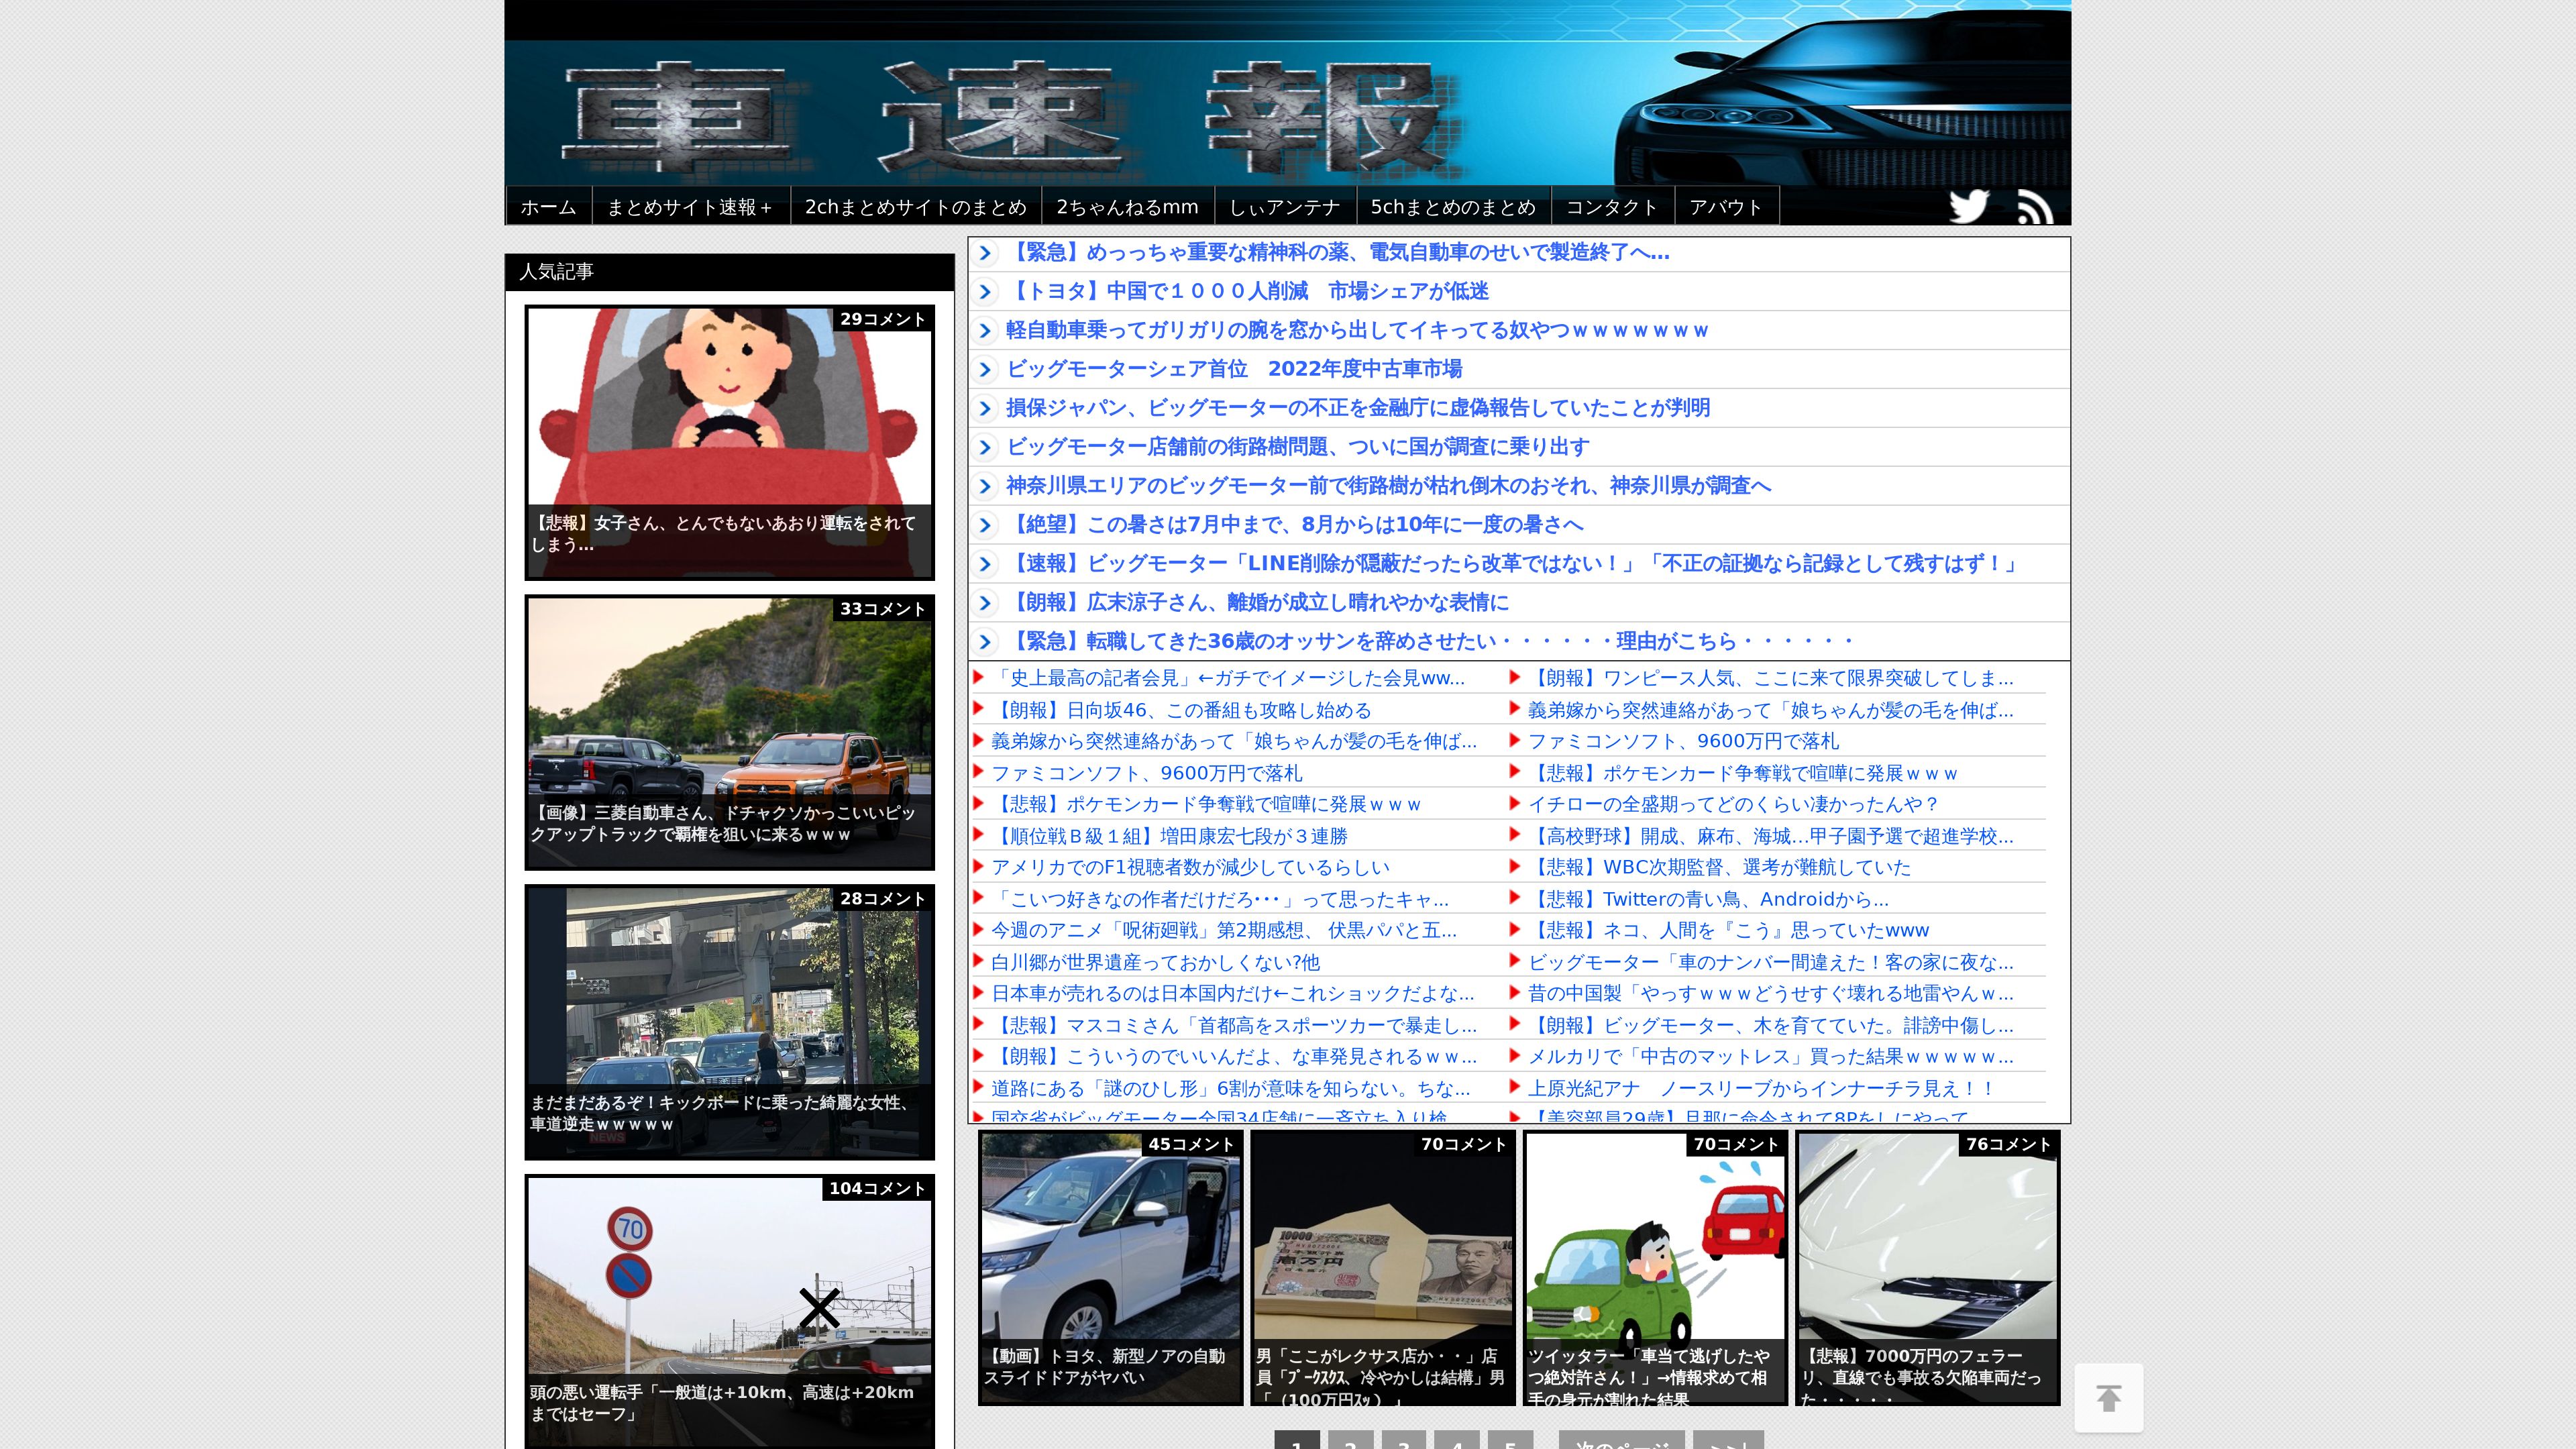 車速報
ホーム
まとめサイト速報＋
2chまとめサイトのまとめ
2ちゃんねるmm
しぃアンテナ
5chまとめのまとめ
コンタクト
アバウト
人気記事
29コメント
【悲報】女子さん、とんでもないあおり運転をされて
しまう…
33コメント
【画像】三菱自動車さん、ドチャクソかっこいいピッ
クアップトラックで覇権を狙いに来るｗｗｗ
28コメント
まだまだあるぞ！キックボードに乗った綺麗な女性、
車道逆走ｗｗｗｗｗ
NEWS
104コメント
70
頭の悪い運転手「一般道は+10km、高速は+20km
まではセーフ」
【緊急】めっっちゃ重要な精神科の薬、電気自動車のせいで製造終了へ…
【トヨタ】中国で１０００人削減　市場シェアが低迷
軽自動車乗ってガリガリの腕を窓から出してイキってる奴やつｗｗｗｗｗｗｗ
ビッグモーターシェア首位　2022年度中古車市場
損保ジャパン、ビッグモーターの不正を金融庁に虚偽報告していたことが判明
ビッグモーター店舗前の街路樹問題、ついに国が調査に乗り出す
神奈川県エリアのビッグモーター前で街路樹が枯れ倒木のおそれ、神奈川県が調査へ
【絶望】この暑さは7月中まで、8月からは10年に一度の暑さへ
【速報】ビッグモーター「LINE削除が隠蔽だったら改革ではない！」「不正の証拠なら記録として残すはず！」
【朗報】広末涼子さん、離婚が成立し晴れやかな表情に
【緊急】転職してきた36歳のオッサンを辞めさせたい・・・・・・理由がこちら・・・・・・
「史上最高の記者会見」←ガチでイメージした会見ww...
【朗報】ワンピース人気、ここに来て限界突破してしま...
【朗報】日向坂46、この番組も攻略し始める
義弟嫁から突然連絡があって「娘ちゃんが髪の毛を伸ば...
義弟嫁から突然連絡があって「娘ちゃんが髪の毛を伸ば...
ファミコンソフト、9600万円で落札
ファミコンソフト、9600万円で落札
【悲報】ポケモンカード争奪戦で喧嘩に発展ｗｗｗ
【悲報】ポケモンカード争奪戦で喧嘩に発展ｗｗｗ
イチローの全盛期ってどのくらい凄かったんや？
【順位戦Ｂ級１組】増田康宏七段が３連勝
【高校野球】開成、麻布、海城…甲子園予選で超進学校...
アメリカでのF1視聴者数が減少しているらしい
【悲報】WBC次期監督、選考が難航していた
「こいつ好きなの作者だけだろ･･･」って思ったキャ...
【悲報】Twitterの青い鳥、Androidから...
今週のアニメ「呪術廻戦」第2期感想、 伏黒パパと五...
【悲報】ネコ、人間を『こう』思っていたwww
白川郷が世界遺産っておかしくない?他
ビッグモーター「車のナンバー間違えた！客の家に夜な...
日本車が売れるのは日本国内だけ←これショックだよな...
昔の中国製「やっすｗｗｗどうせすぐ壊れる地雷やんｗ...
【悲報】マスコミさん「首都高をスポーツカーで暴走し...
【朗報】ビッグモーター、木を育てていた。誹謗中傷し...
【朗報】こういうのでいいんだよ、な車発見されるｗｗ...
メルカリで「中古のマットレス」買った結果ｗｗｗｗｗ...
道路にある「謎のひし形」6割が意味を知らない。ちな...
上原光紀アナ　ノースリーブからインナーチラ見え！！
国交省がビッグモーター全国34店舗に一斉立ち入り検...
【美容部員29歳】旦那に命令されて8Pをしにやって...
45コメント
【動画】トヨタ、新型ノアの自動
スライドドアがヤバい
70コメント
10000
壱万円
男「ここがレクサス店か・・」店
員「ﾌﾟｰｸｽｸｽ、冷やかしは結構」男
「（100万円ｽｯ）」
70コメント
ツイッタラー「車当て逃げしたや
つ絶対許さん！」→情報求めて相
手の身元が割れた結果
76コメント
【悲報】7000万円のフェラー
リ、直線でも事故る欠陥車両だっ
た・・・・・
1 2 3 4 5 次のページ >>|